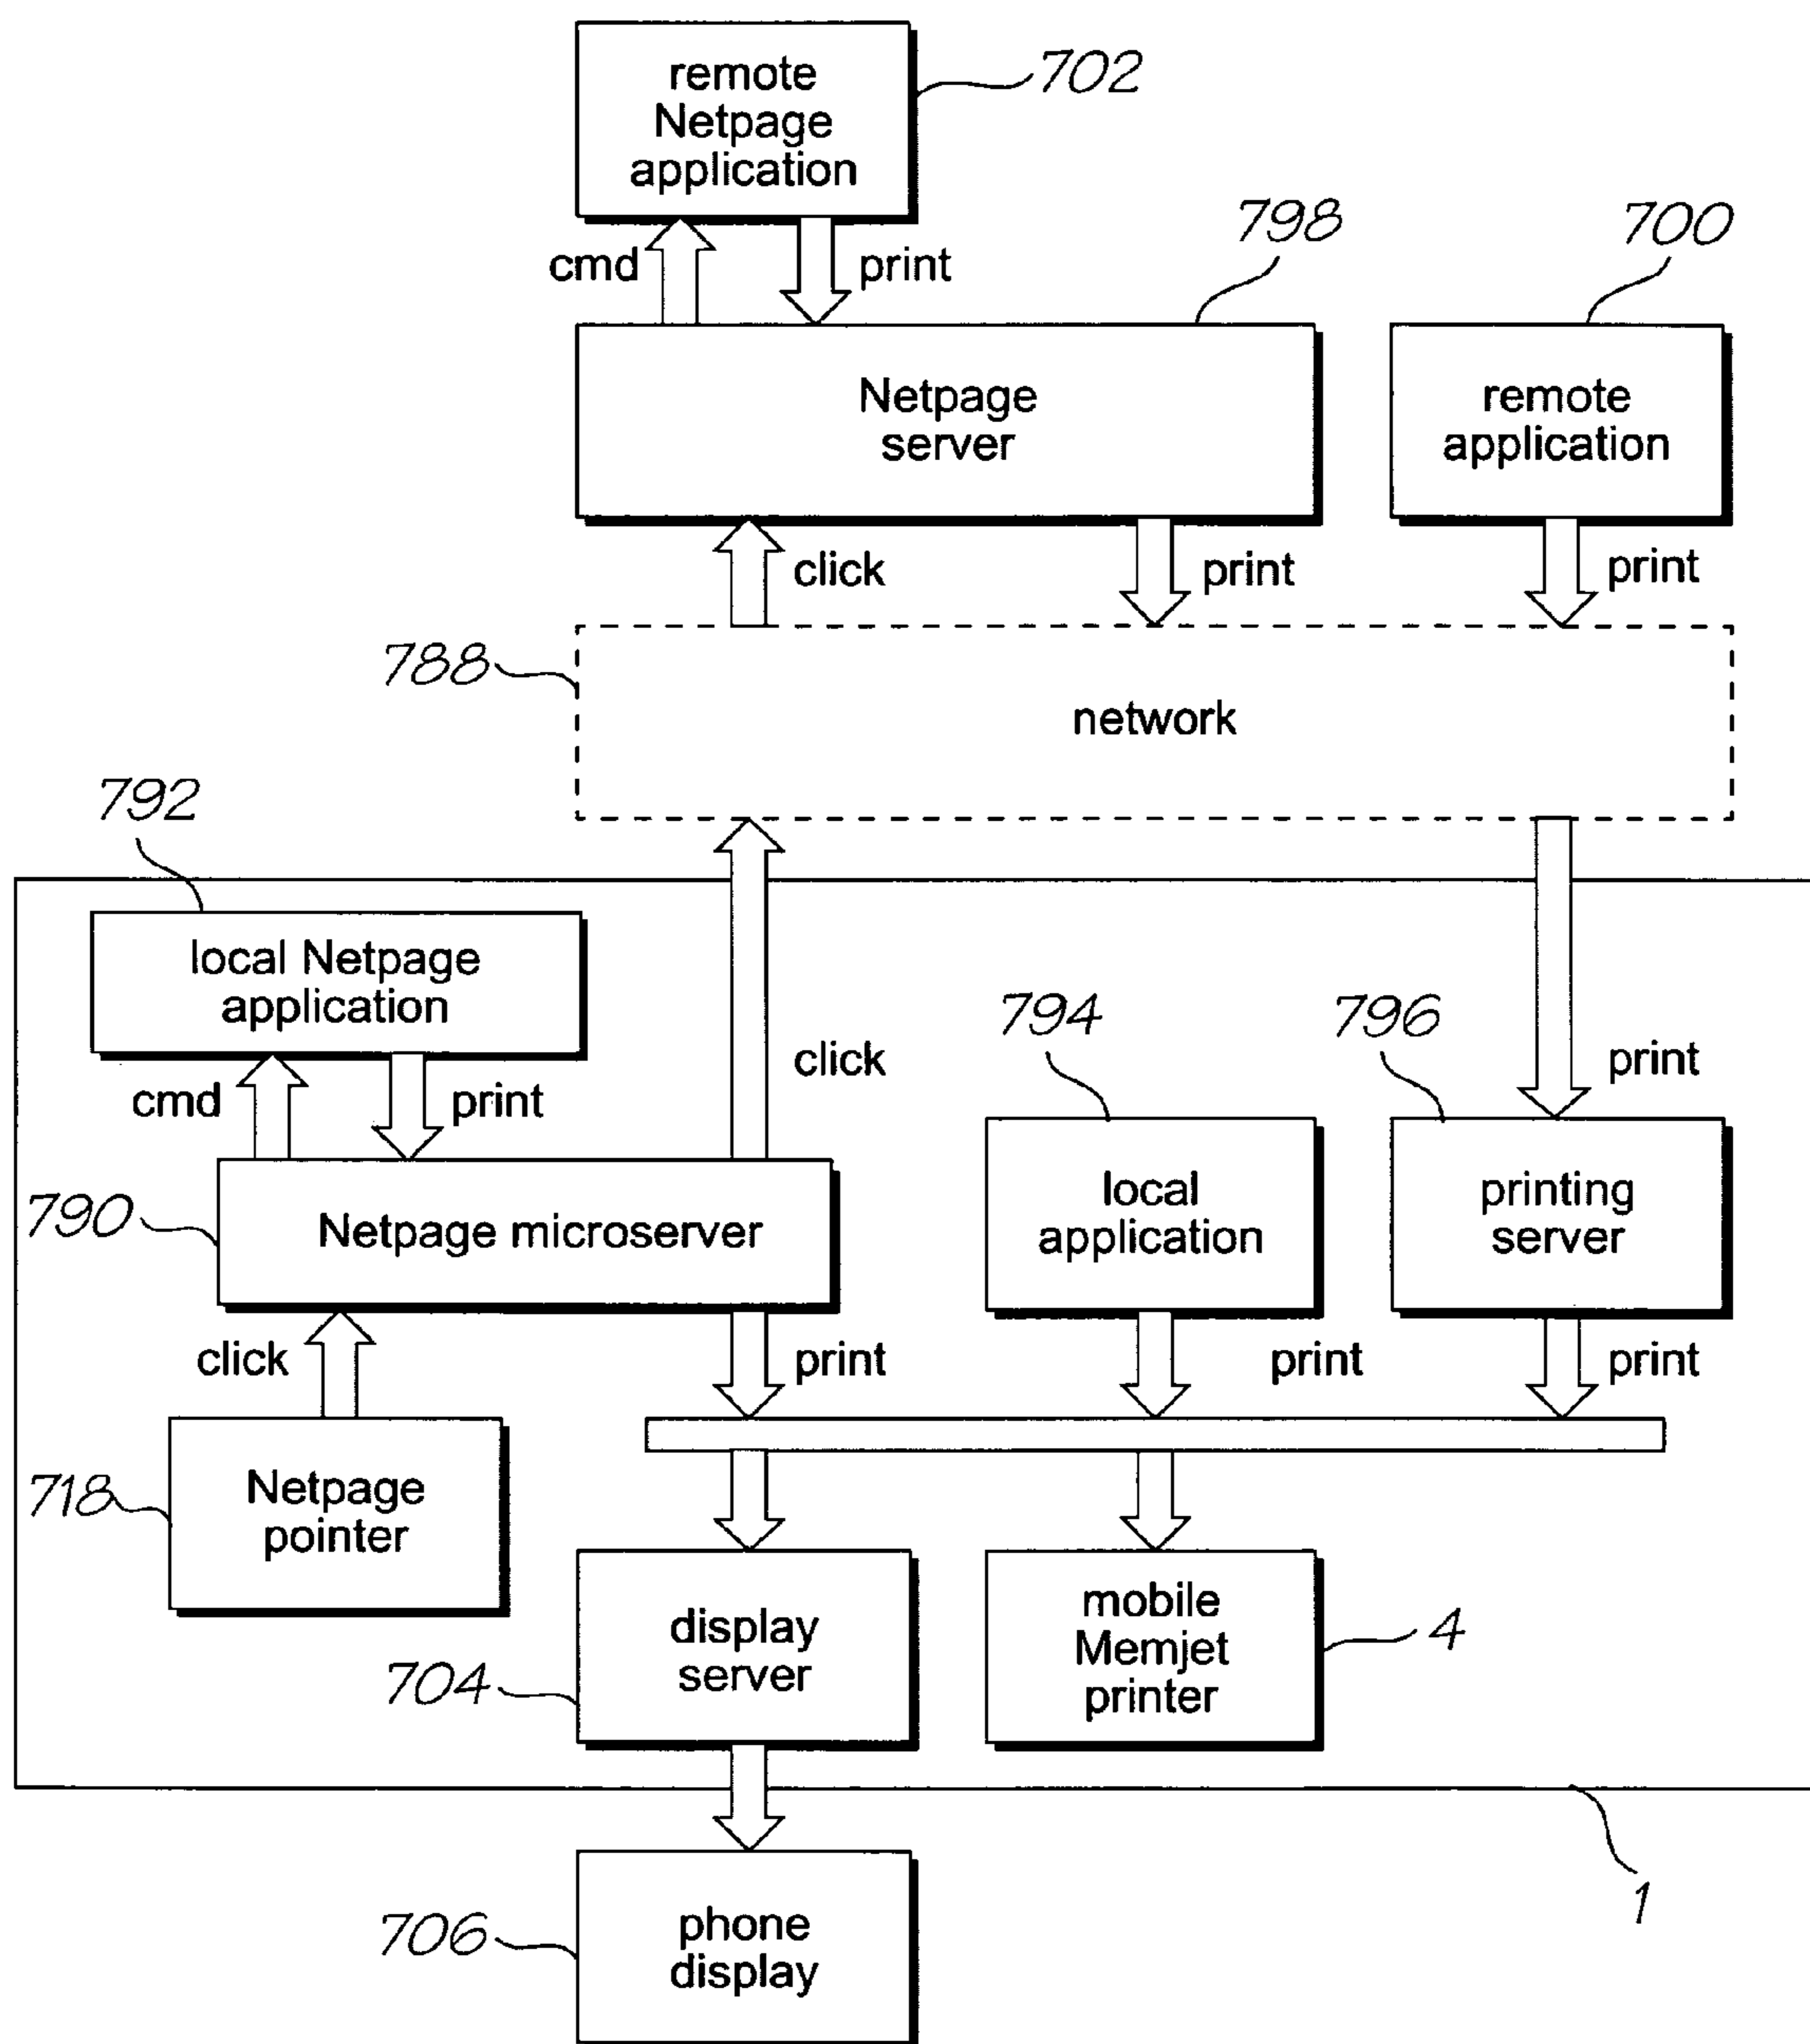 remote
Netpage
application
702
cmd
print
798
700
Netpage
server
remote
application
click
print
print
788
network
792
local Netpage
application
794
796
click
print
cmd
print
790
Netpage microserver
local
application
printing
server
click
print
print
print
718
Netpage
pointer
display
server
704
mobile
Memjet
printer
4
706
phone
display
1